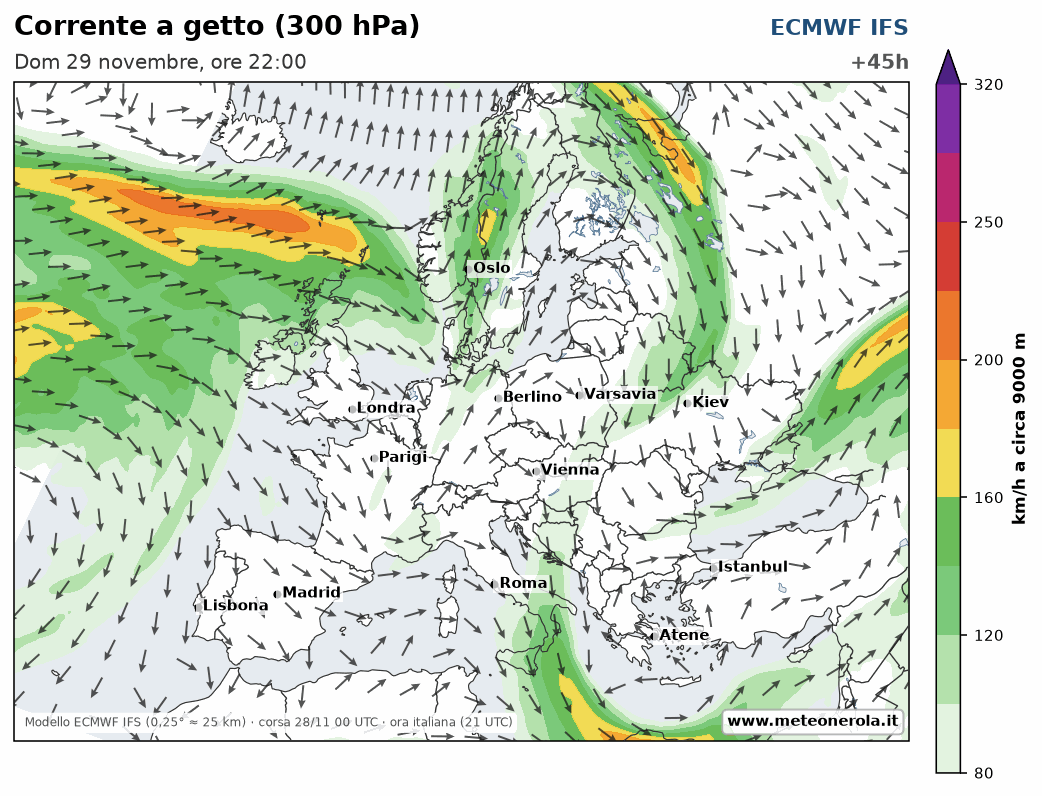 Corrente a getto (300 hPa)
ECMWF IFS
Dom 29 novembre, ore 22:00
+45h
320
250
200
160
120
80
km/h a circa 9000 m
Oslo
Berlino
Varsavia
Kiev
Londra
Parigi
Vienna
Istanbul
Roma
Madrid
Lisbona
Atene
Modello ECMWF IFS (0,25° ≈ 25 km) · corsa 28/11 00 UTC · ora italiana (21 UTC)
www.meteonerola.it